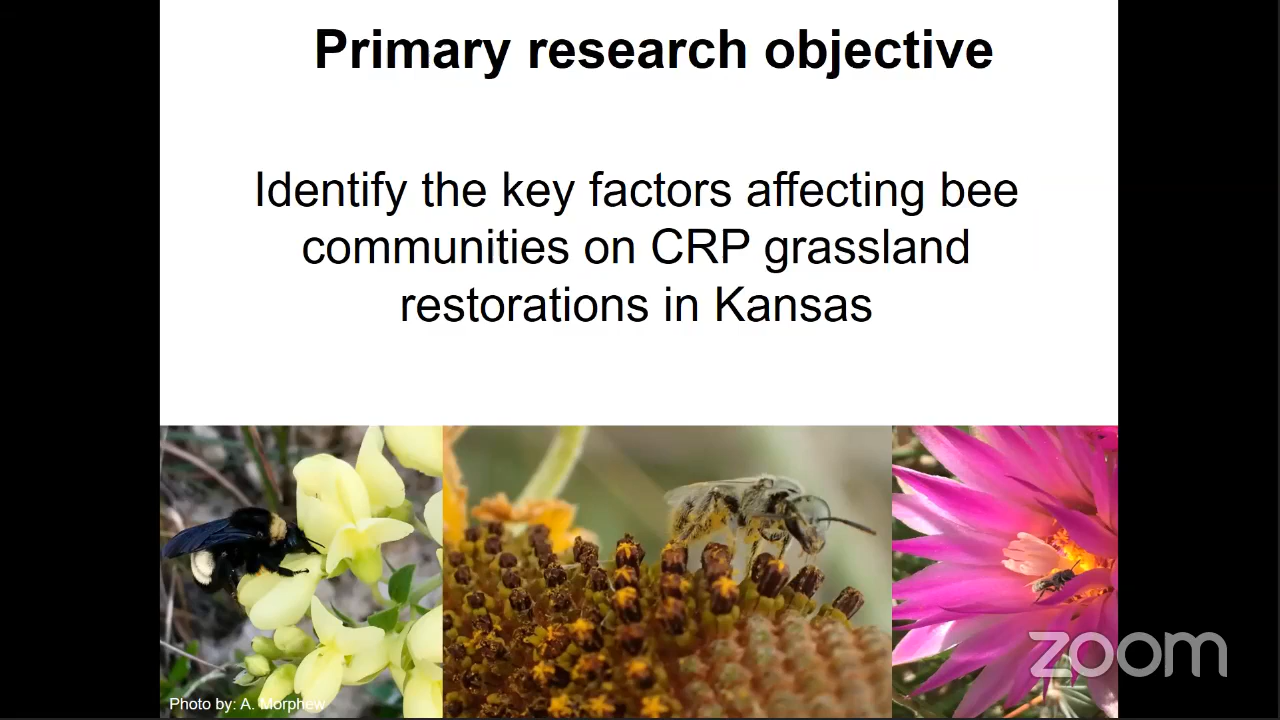 Primary research objective
Identify the key factors affecting bee
communities on CRP grassland
restorations in Kansas
Photo by: A. Morphew
zoom